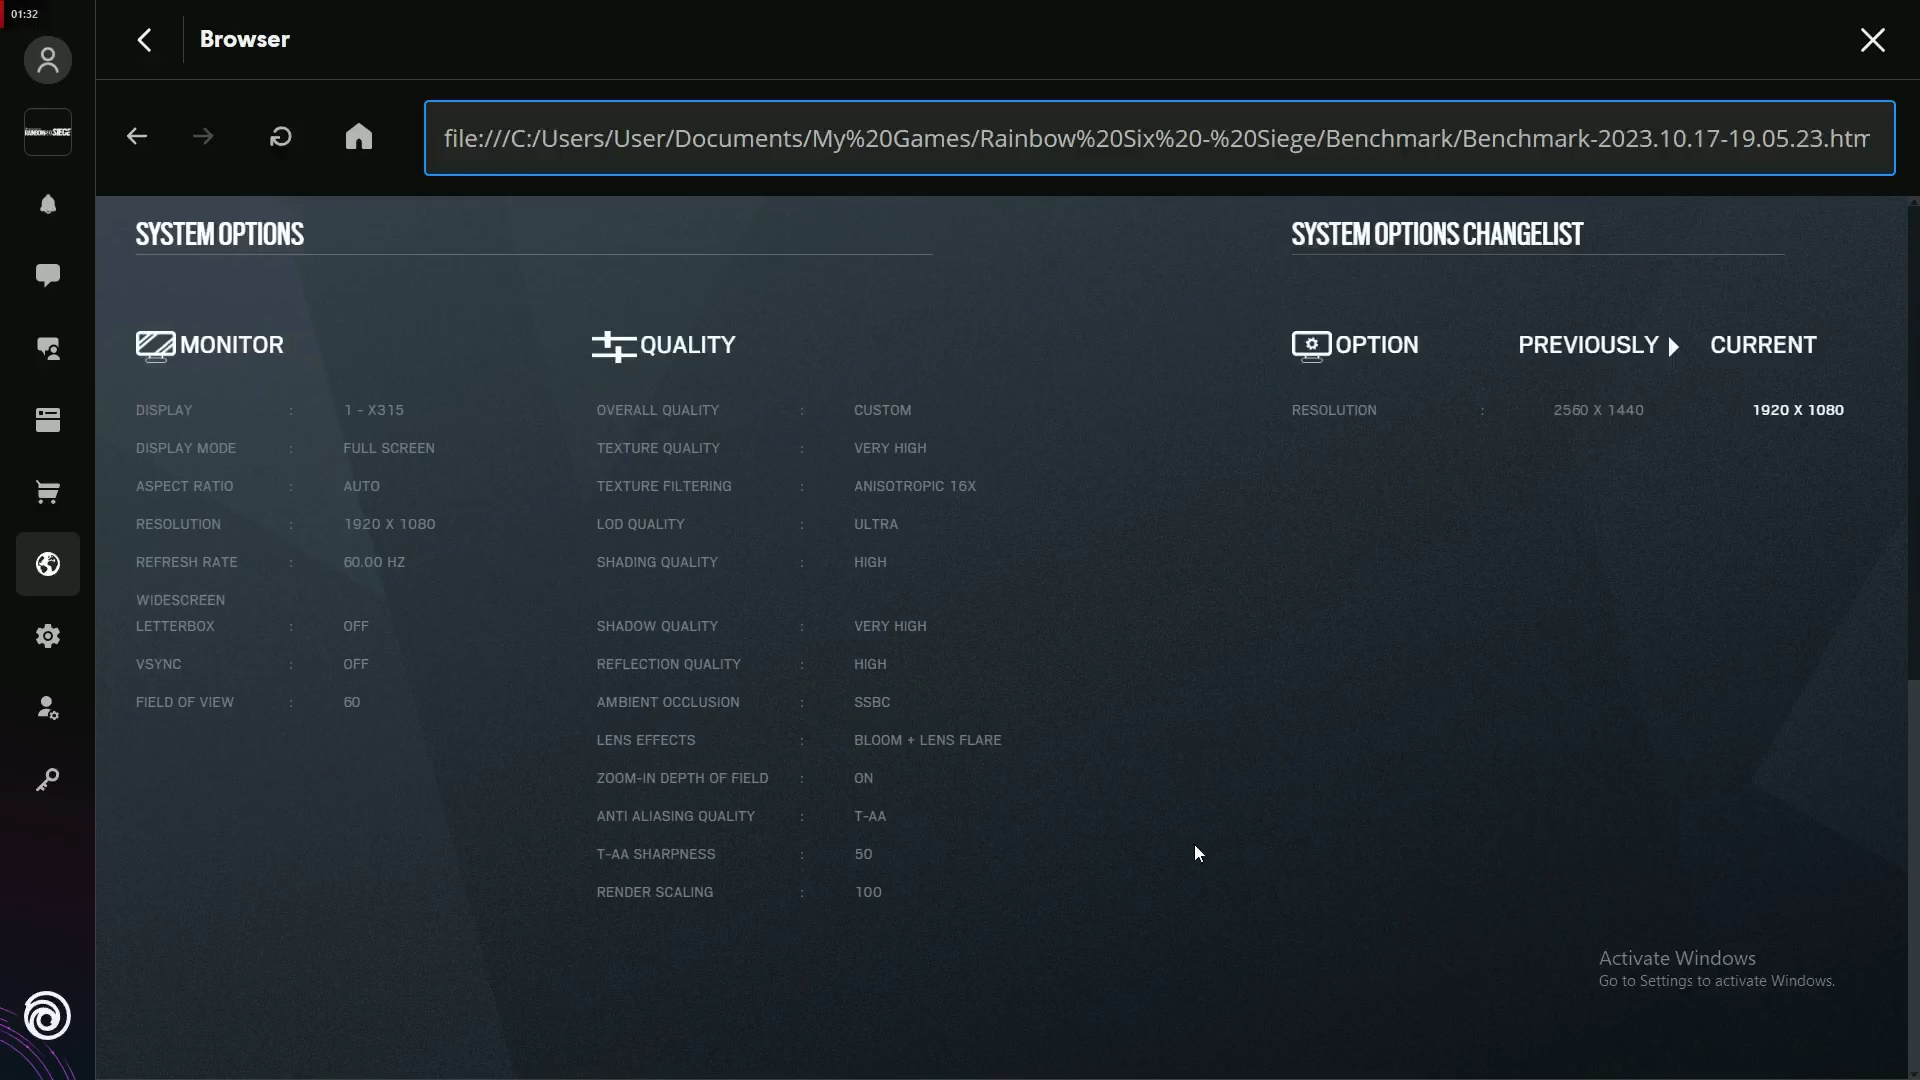 01:32
Browser
RAINBOW SIEGE
file:///C:/Users/User/Documents/My%20Games/Rainbow%20Six%20-%20Siege/Benchmark/Benchmark-2023.10.17-19.05.23.htm
SYSTEM OPTIONS
SYSTEM OPTIONS CHANGELIST
MONITOR
QUALITY
OPTION PREVIOUSLY CURRENT
DISPLAY : 1 - X315
DISPLAY MODE : FULL SCREEN
ASPECT RATIO : AUTO
RESOLUTION : 1920 X 1080
REFRESH RATE : 60.00 HZ
WIDESCREEN
LETTERBOX : OFF
VSYNC : OFF
FIELD OF VIEW : 60
OVERALL QUALITY : CUSTOM
TEXTURE QUALITY : VERY HIGH
TEXTURE FILTERING : ANISOTROPIC 16X
LOD QUALITY : ULTRA
SHADING QUALITY : HIGH
SHADOW QUALITY : VERY HIGH
REFLECTION QUALITY : HIGH
AMBIENT OCCLUSION : SSBC
LENS EFFECTS : BLOOM + LENS FLARE
ZOOM-IN DEPTH OF FIELD : ON
ANTI ALIASING QUALITY : T-AA
T-AA SHARPNESS : 50
RENDER SCALING : 100
RESOLUTION : 2560 X 1440 1920 X 1080
Activate Windows
Go to Settings to activate Windows.